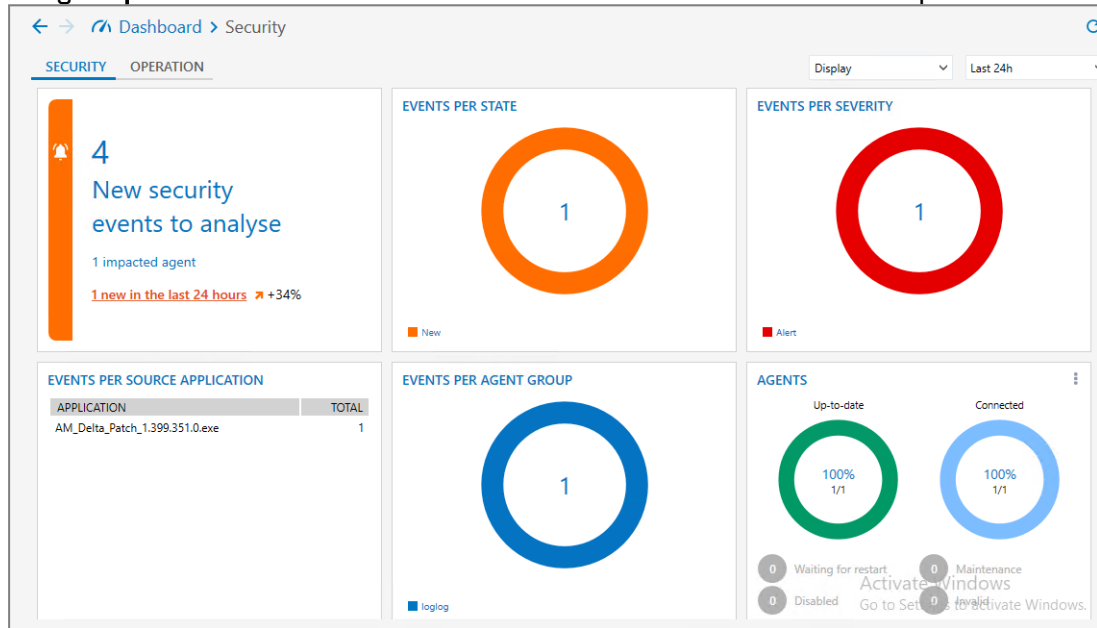 Dashboard > Security
SECURITY OPERATION
Display Last 24h
4
New security
events to analyse
1 impacted agent
1 new in the last 24 hours +34%
EVENTS PER STATE
1
New
EVENTS PER SEVERITY
1
Alert
EVENTS PER SOURCE APPLICATION
APPLICATION TOTAL
AM_Delta_Patch_1.399.351.0.exe 1
EVENTS PER AGENT GROUP
1
loglog
AGENTS
Up-to-date Connected
100% 100%
1/1 1/1
0 Waiting for restart 0 Maintenance
0 Disabled 0 Invalid
Activate Windows
Go to Settings to activate Windows.